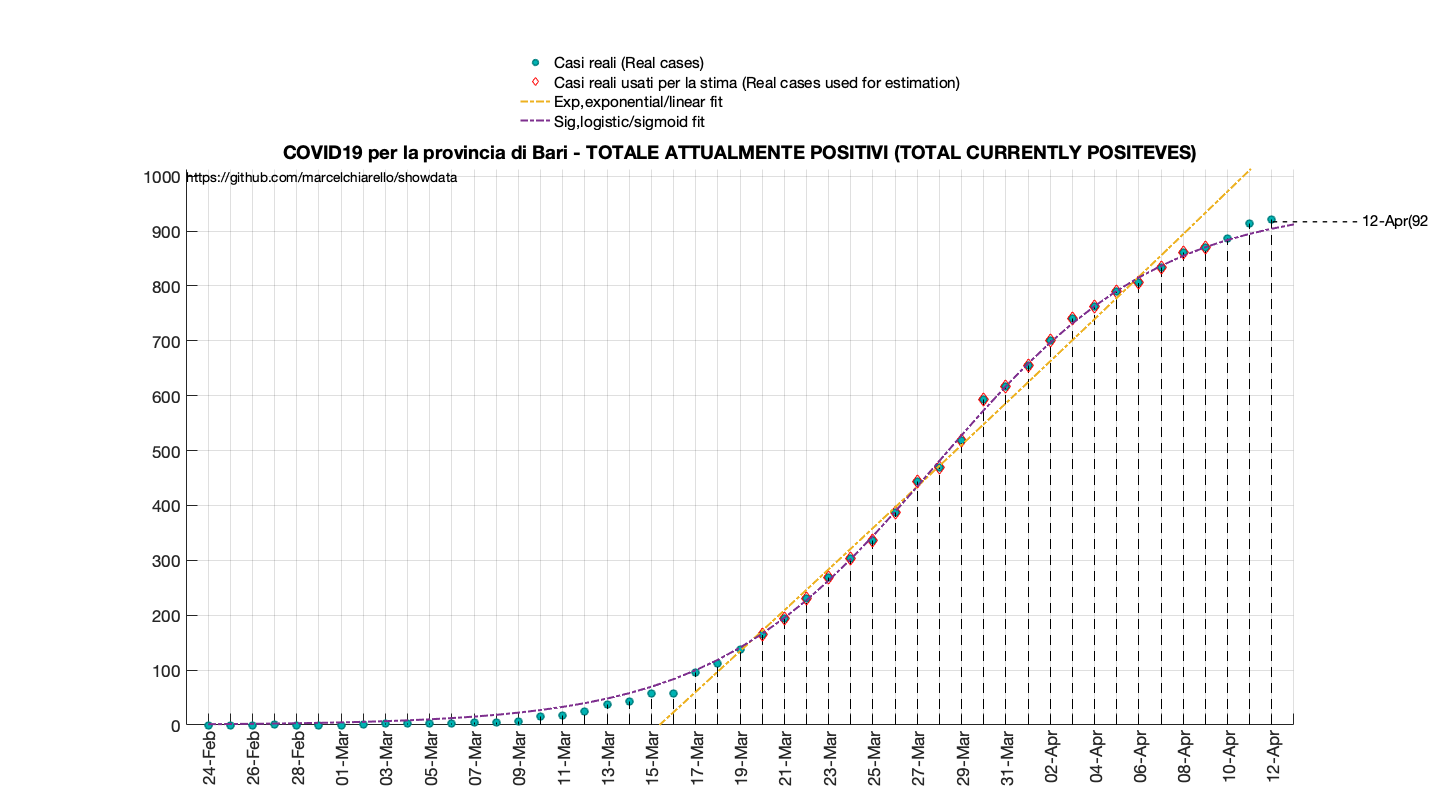 Casi reali (Real cases)
Casi reali usati per la stima (Real cases used for estimation)
Exp,exponential/linear fit
Sig,logistic/sigmoid fit
COVID19 per la provincia di Bari - TOTALE ATTUALMENTE POSITIVI (TOTAL CURRENTLY POSITEVES)
https://github.com/marcelchiarello/showdata
1000
900
800
700
600
500
400
300
200
100
0
12-Apr(92
24-Feb
26-Feb
28-Feb
01-Mar
03-Mar
05-Mar
07-Mar
09-Mar
11-Mar
13-Mar
15-Mar
17-Mar
19-Mar
21-Mar
23-Mar
25-Mar
27-Mar
29-Mar
31-Mar
02-Apr
04-Apr
06-Apr
08-Apr
10-Apr
12-Apr